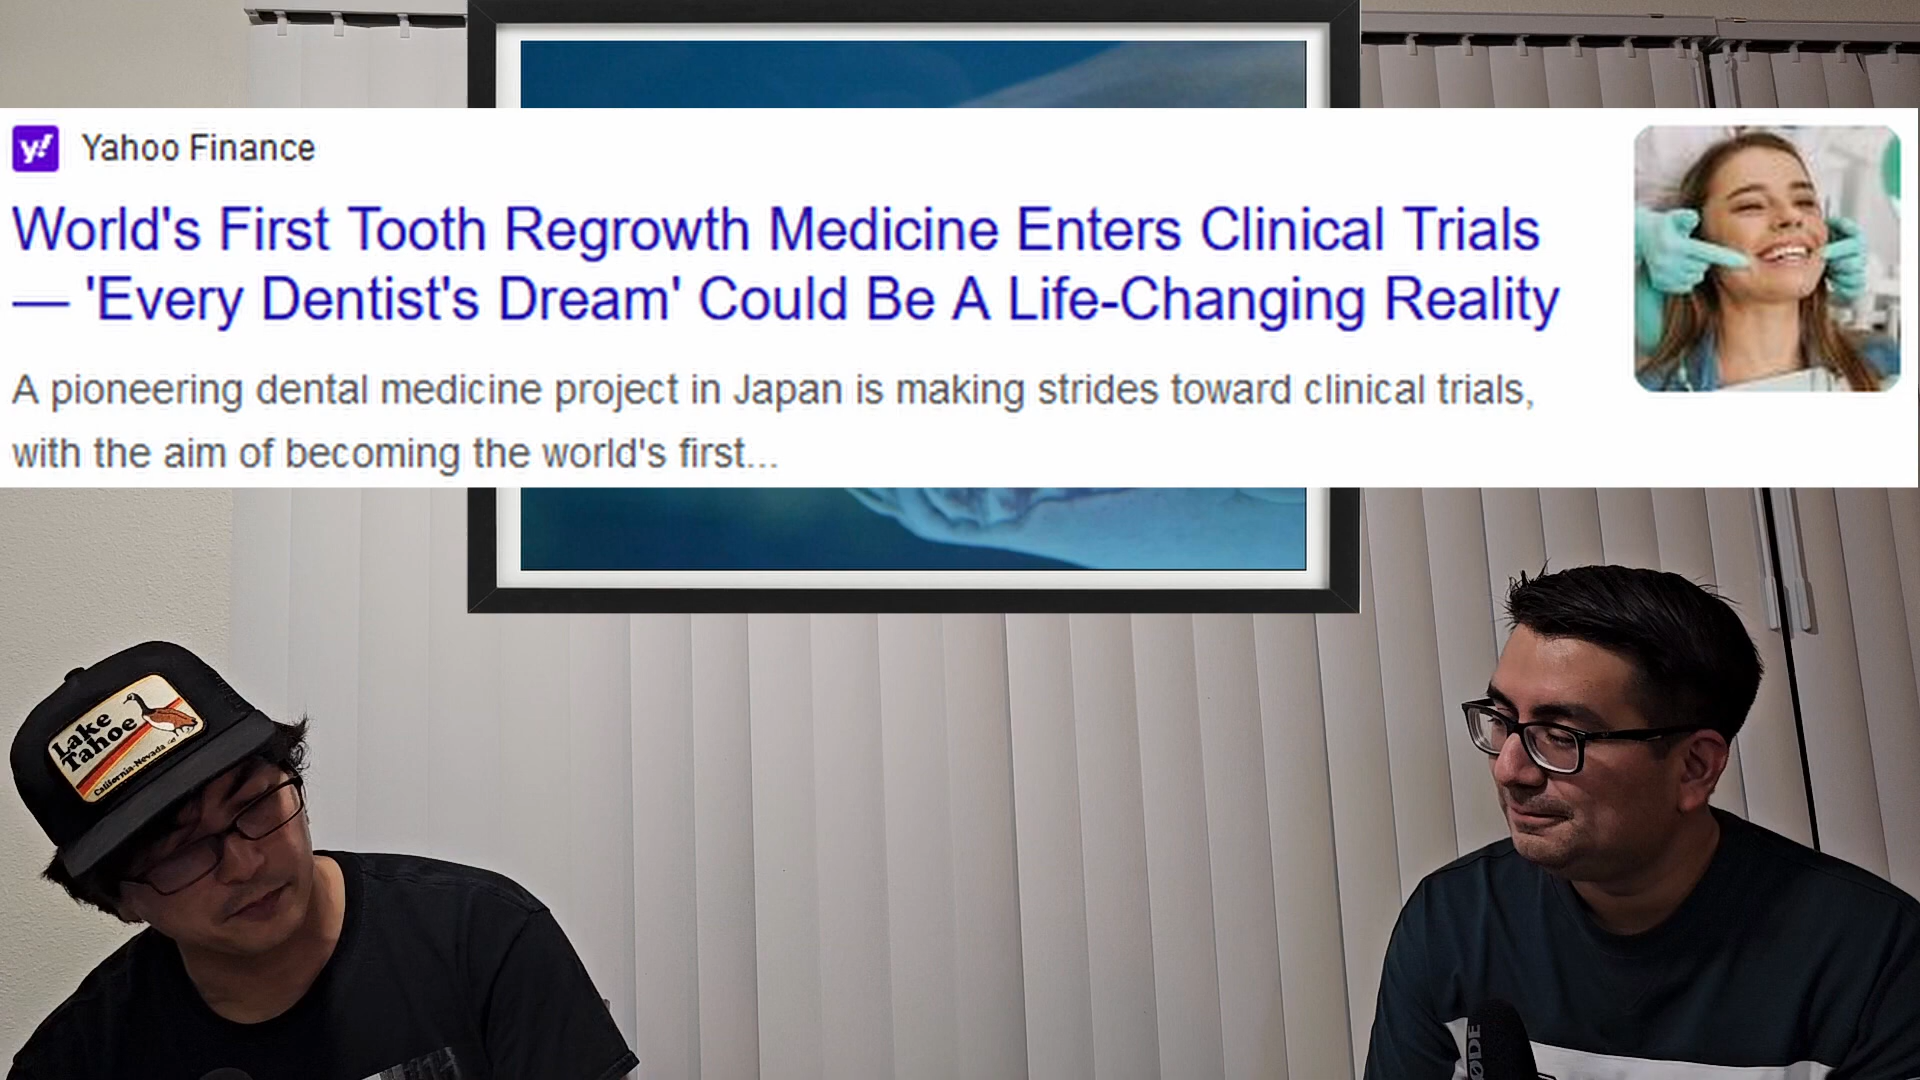 y!
Yahoo Finance
World's First Tooth Regrowth Medicine Enters Clinical Trials
— 'Every Dentist's Dream' Could Be A Life-Changing Reality
A pioneering dental medicine project in Japan is making strides toward clinical trials,
with the aim of becoming the world's first...
Lake
Tahoe
California-Nevada
RØDE